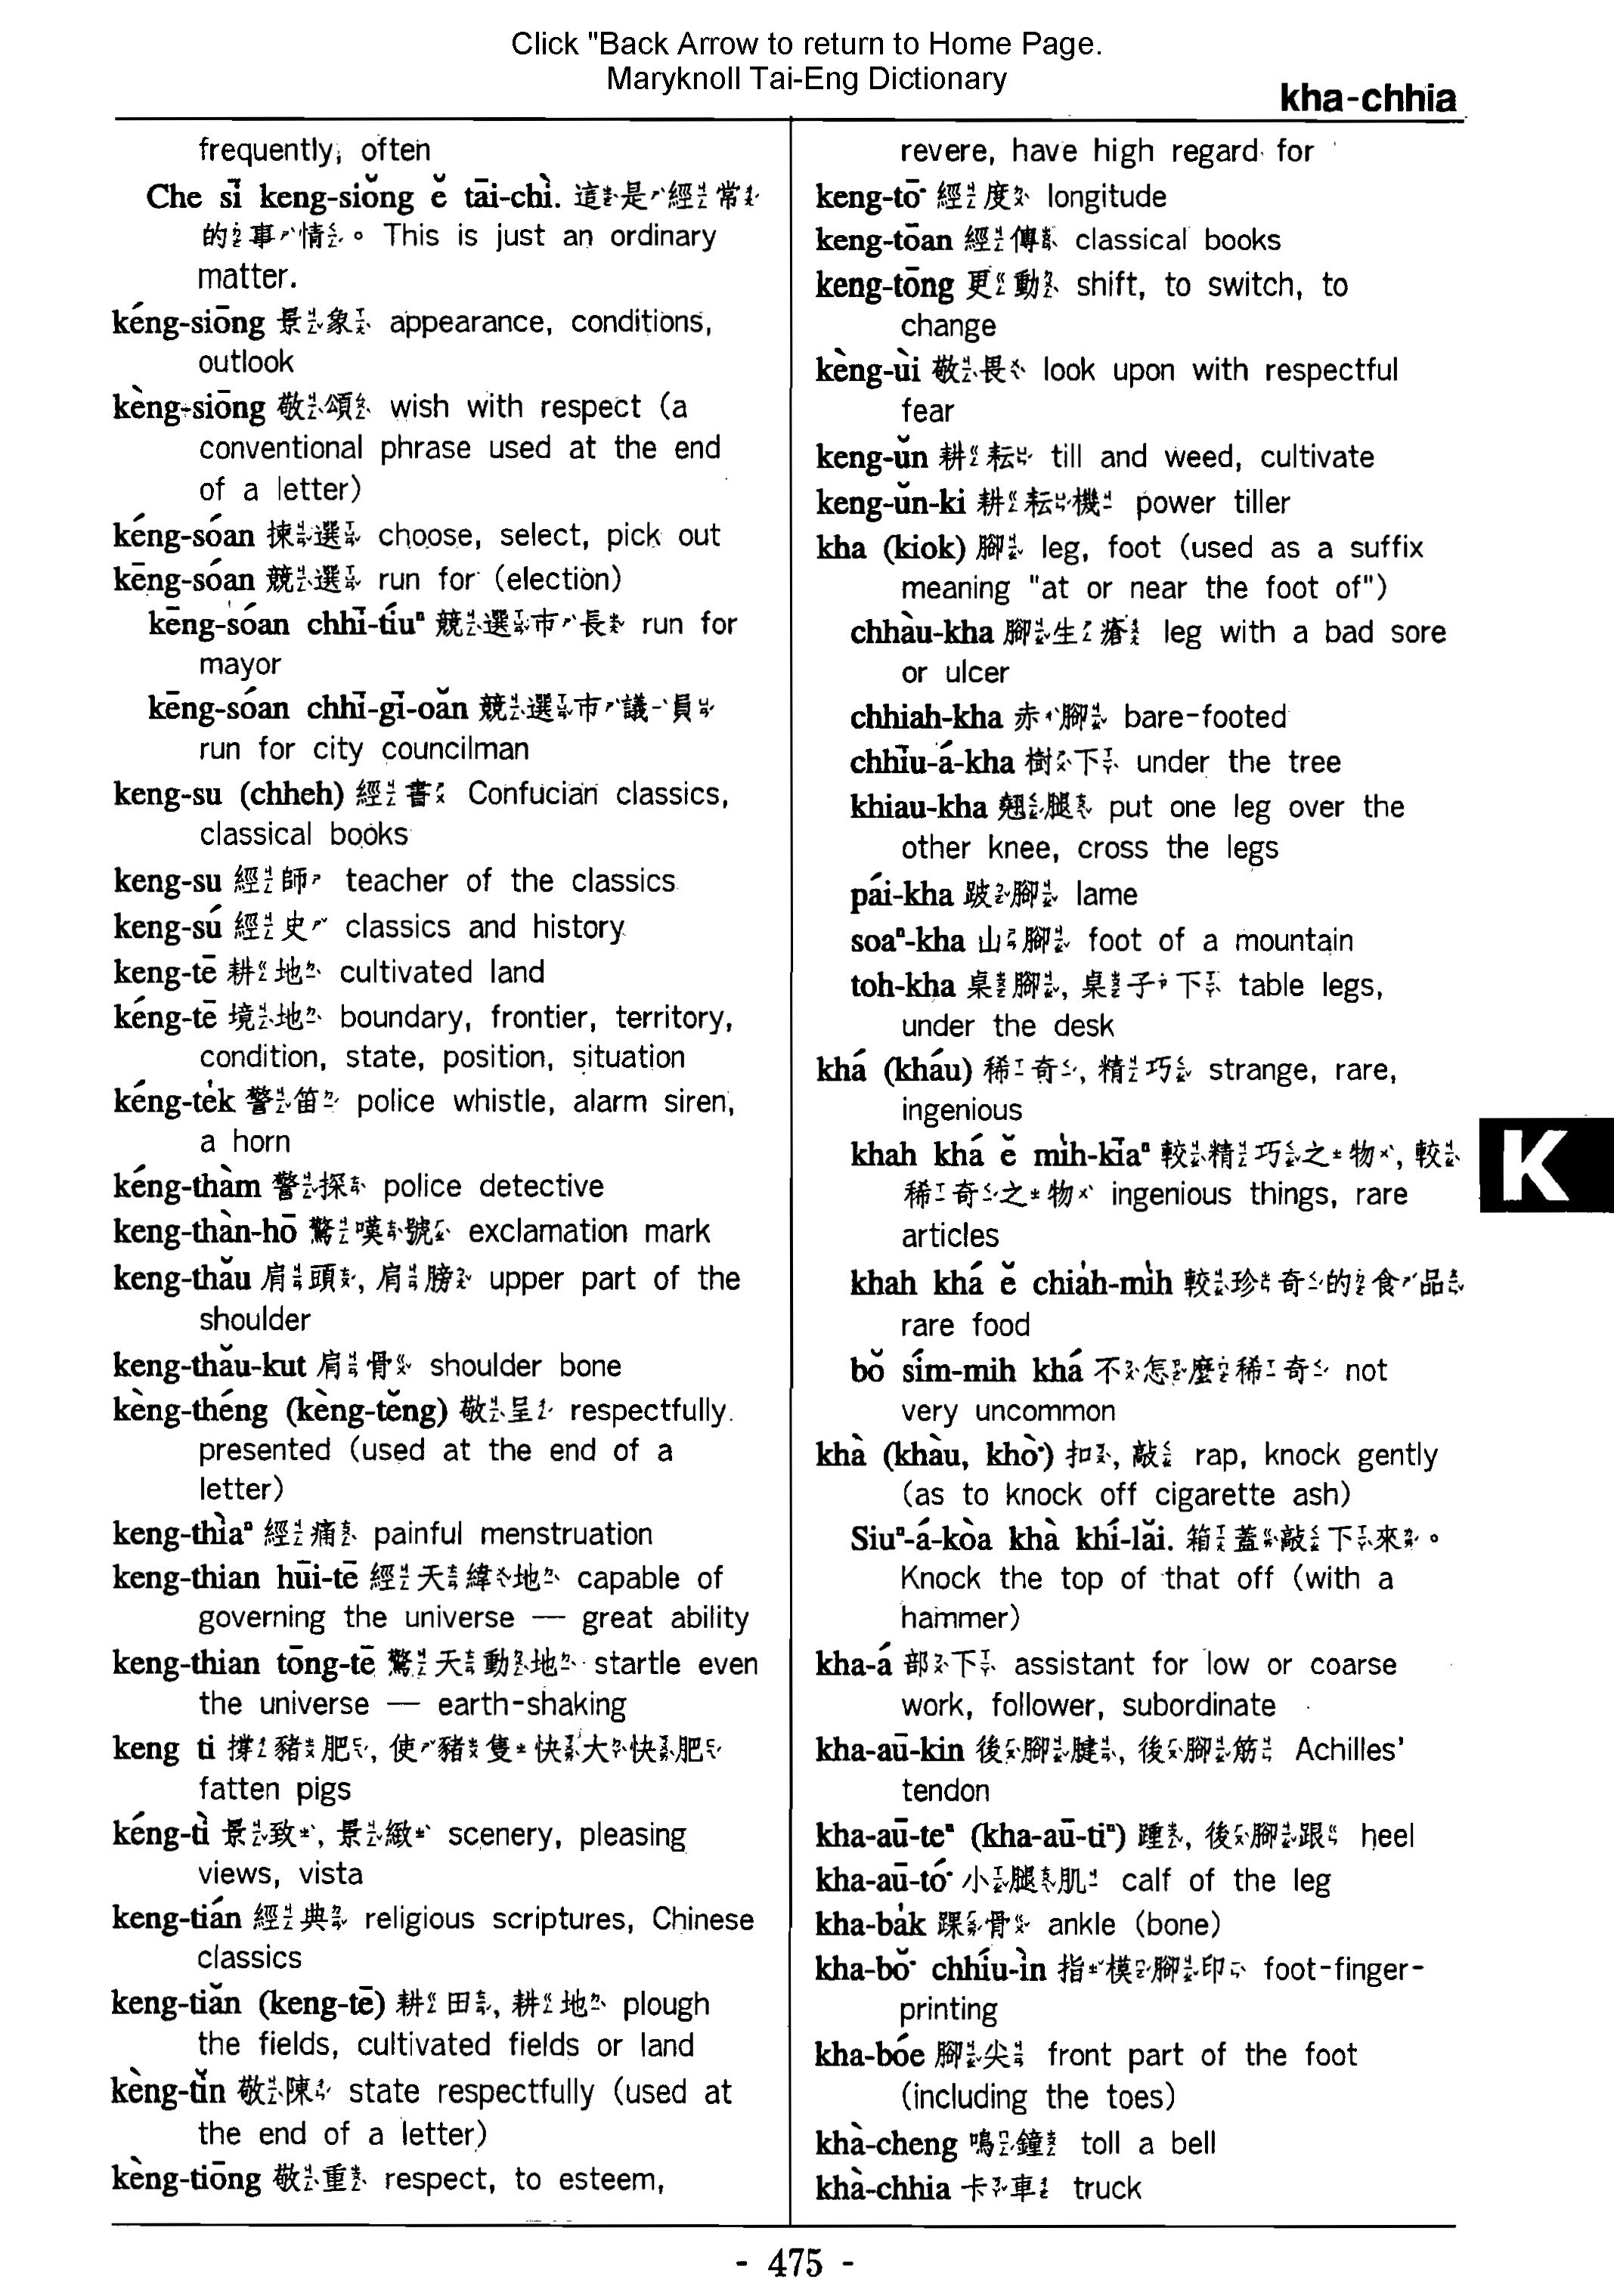 Click "Back Arrow to return to Home Page.
Maryknoll Tai-Eng Dictionary
kha-chhia
frequently, often
Che sī keng-siŏng ĕ tāi-chì. 這是經常
的事情。 This is just an ordinary
matter.
kéng-siōng 景象 appearance, conditions,
outlook
kèng-siōng 敬頌 wish with respect (a
conventional phrase used at the end
of a letter)
kéng-sóan 揀選 choose, select, pick out
kēng-sóan 競選 run for (election)
kēng-sóan chhī-tíuⁿ 競選市長 run for
mayor
kēng-sóan chhī-gī-oăn 競選市議員
run for city councilman
keng-su (chheh) 經書 Confucian classics,
classical books
keng-su 經師 teacher of the classics
keng-sú 經史 classics and history
keng-tē 耕地 cultivated land
kéng-tē 境地 boundary, frontier, territory,
condition, state, position, situation
kéng-te̍k 警笛 police whistle, alarm siren,
a horn
kéng-thàm 警探 police detective
keng-thàn-hō 驚嘆號 exclamation mark
keng-thău 肩頭, 肩膀 upper part of the
shoulder
keng-thău-kut 肩骨 shoulder bone
kèng-théng (kèng-tĕng) 敬呈 respectfully
presented (used at the end of a
letter)
keng-thìaⁿ 經痛 painful menstruation
keng-thian hūi-tē 經天緯地 capable of
governing the universe — great ability
keng-thian tōng-tē 驚天動地 startle even
the universe — earth-shaking
keng ti 撐豬肥, 使豬隻快大快肥
fatten pigs
kéng-tì 景致, 景緻 scenery, pleasing
views, vista
keng-tián 經典 religious scriptures, Chinese
classics
keng-tiăn (keng-tē) 耕田, 耕地 plough
the fields, cultivated fields or land
kèng-tĭn 敬陳 state respectfully (used at
the end of a letter)
kèng-tiōng 敬重 respect, to esteem,
revere, have high regard for
keng-tō͘ 經度 longitude
keng-tōan 經傳 classical books
keng-tōng 更動 shift, to switch, to
change
kèng-ùi 敬畏 look upon with respectful
fear
keng-ŭn 耕耘 till and weed, cultivate
keng-ŭn-ki 耕耘機 power tiller
kha (kiok) 腳 leg, foot (used as a suffix
meaning "at or near the foot of")
chhàu-kha 腳生瘡 leg with a bad sore
or ulcer
chhiah-kha 赤腳 bare-footed
chhīu-á-kha 樹下 under the tree
khiau-kha 翹腿 put one leg over the
other knee, cross the legs
pái-kha 跛腳 lame
soaⁿ-kha 山腳 foot of a mountain
toh-kha 桌腳, 桌子下 table legs,
under the desk
khá (kháu) 稀奇, 精巧 strange, rare,
ingenious
khah khá ĕ mi̍h-kīaⁿ 較精巧之物, 較
稀奇之物 ingenious things, rare
articles
khah khá ĕ chia̍h-mi̍h 較珍奇的食品
rare food
bŏ sím-mih khá 不怎麼稀奇 not
very uncommon
khà (khàu, khò͘) 扣, 敲 rap, knock gently
(as to knock off cigarette ash)
Siuⁿ-á-kòa khà khí-lăi. 箱蓋敲下來。
Knock the top of that off (with a
hammer)
kha-á 部下 assistant for low or coarse
work, follower, subordinate
kha-aū-kin 後腳腱, 後腳筋 Achilles'
tendon
kha-aū-teⁿ (kha-aū-tiⁿ) 踵, 後腳跟 heel
kha-aū-tó͘ 小腿肌 calf of the leg
kha-ba̍k 踝骨 ankle (bone)
kha-bŏ͘ chhíu-ìn 指模腳印 foot-finger-
printing
kha-bóe 腳尖 front part of the foot
(including the toes)
khà-cheng 鳴鐘 toll a bell
khà-chhia 卡車 truck
K
- 475 -